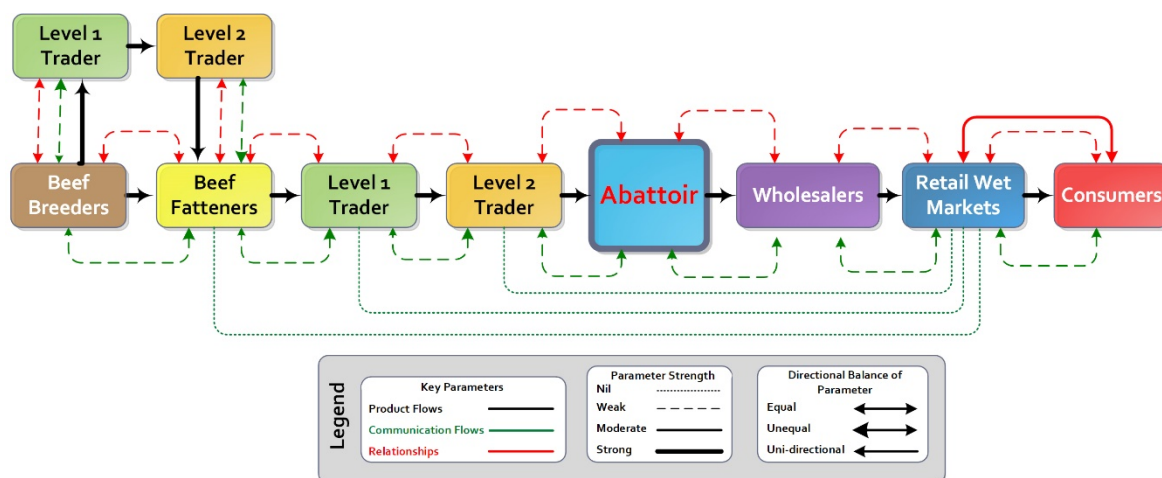 Level 1
Trader
Level 2
Trader
Beef
Breeders
Beef
Fatteners
Level 1
Trader
Level 2
Trader
Abattoir
Wholesalers
Retail Wet
Markets
Consumers
Legend
Key Parameters
Product Flows
Communication Flows
Relationships
Parameter Strength
Nil
Weak
Moderate
Strong
Directional Balance of
Parameter
Equal
Unequal
Uni-directional